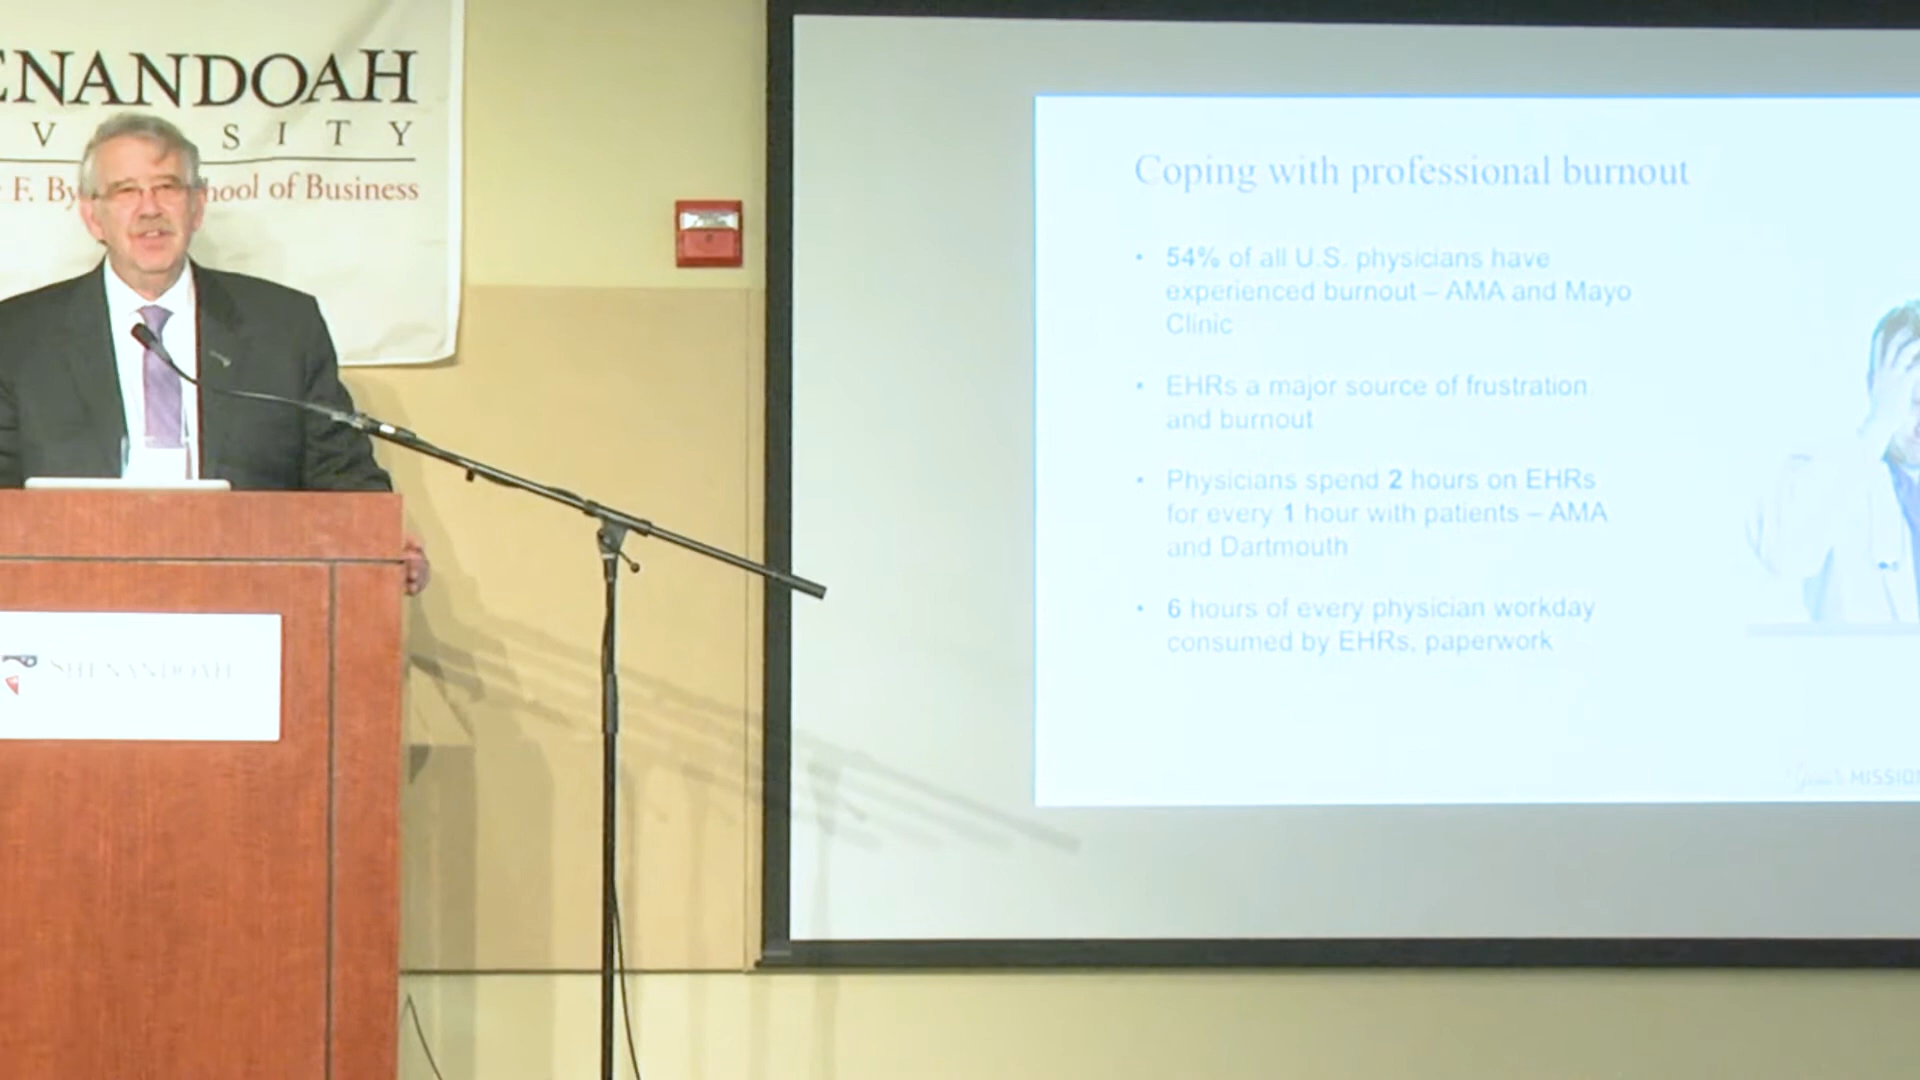 ENANDOAH
V SITY
F. By hool of Business
SHENANDOAH
Coping with professional burnout
• 54% of all U.S. physicians have
experienced burnout – AMA and Mayo
Clinic
• EHRs a major source of frustration
and burnout
• Physicians spend 2 hours on EHRs
for every 1 hour with patients – AMA
and Dartmouth
• 6 hours of every physician workday
consumed by EHRs, paperwork
MISSION